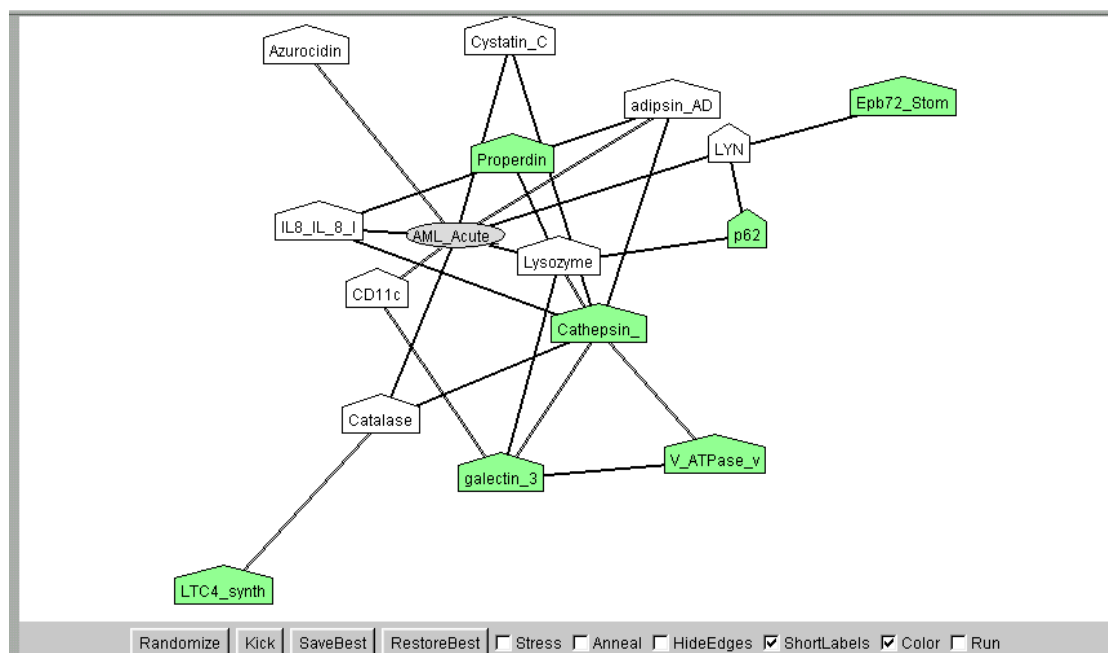 Cystatin_C
Azurocidin
adipsin_AD
Epb72_Stom
LYN
Properdin
IL8_IL_8_I
AML_Acute_
p62
Lysozyme
CD11c
Cathepsin_
Catalase
V_ATPase_v
galectin_3
LTC4_synth
Randomize Kick SaveBest RestoreBest Stress Anneal HideEdges ShortLabels Color Run